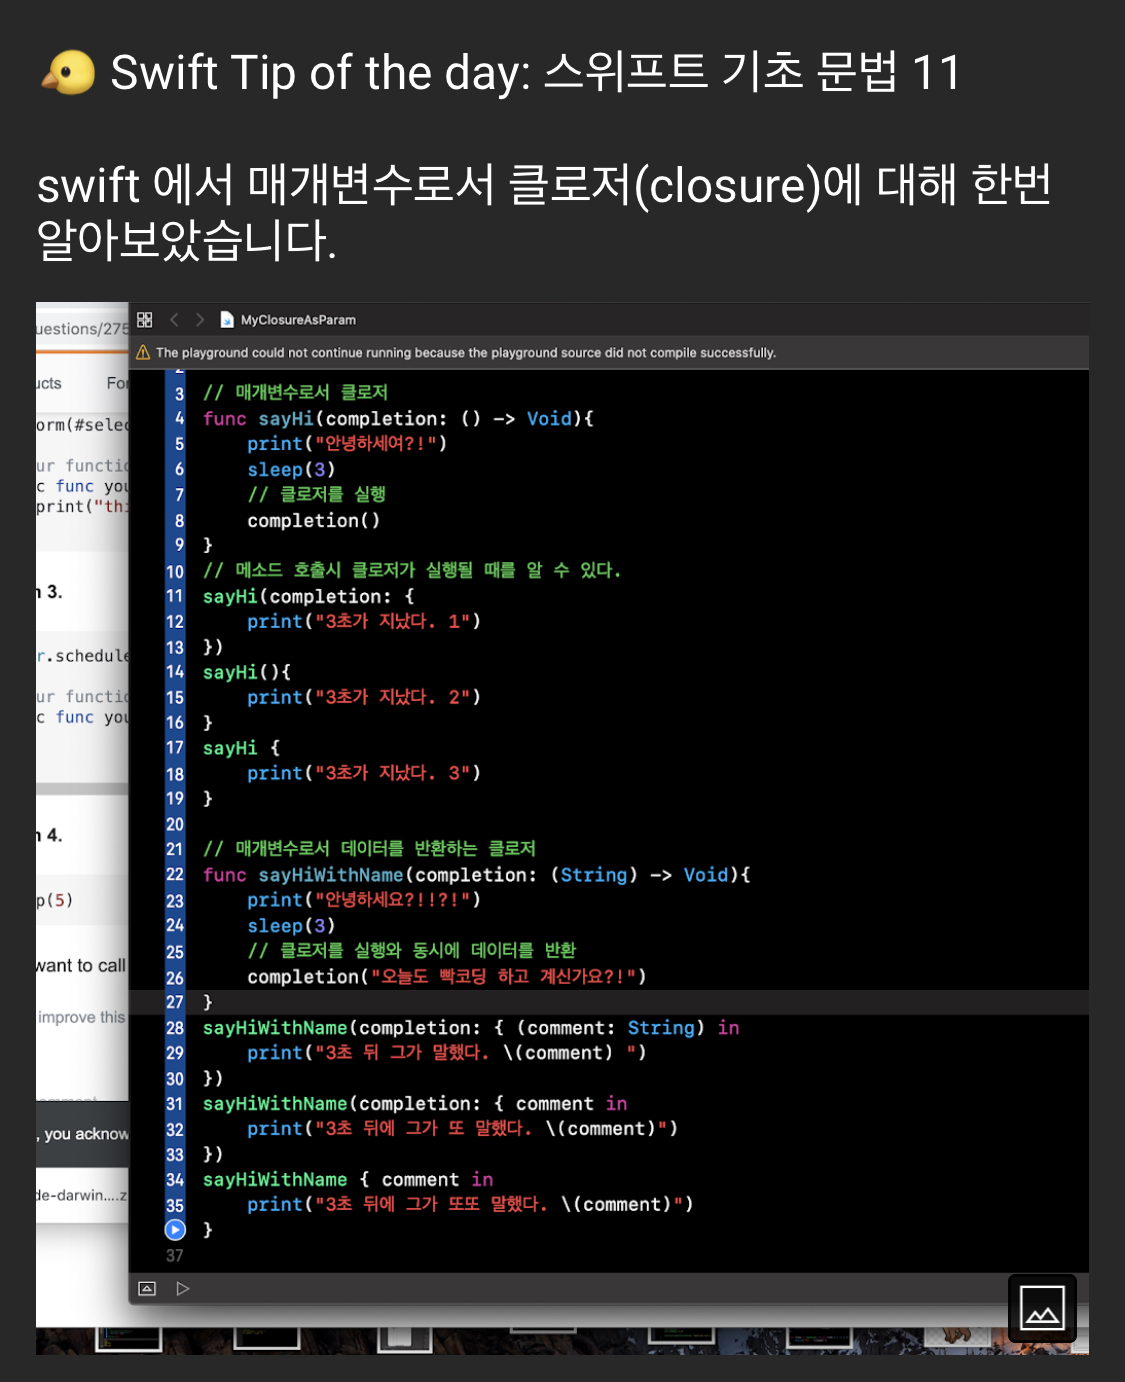 Swift Tip of the day: 스위프트 기초 문법 11
swift 에서 매개변수로서 클로저(closure)에 대해 한번
알아보았습니다.
uestions/275
ucts For
orm(#selec
ur functio
c func you
print("thi
n 3.
r.schedule
ur functio
c func you
n 4.
p(5)
want to call
improve this
, you acknow
de-darwin....z
MyClosureAsParam
The playground could not continue running because the playground source did not compile successfully.
2
3 // 매개변수로서 클로저
4 func sayHi(completion: () -> Void){
5 print("안녕하세여?!")
6 sleep(3)
7 // 클로저를 실행
8 completion()
9 }
10 // 메소드 호출시 클로저가 실행될 때를 알 수 있다.
11 sayHi(completion: {
12 print("3초가 지났다. 1")
13 })
14 sayHi(){
15 print("3초가 지났다. 2")
16 }
17 sayHi {
18 print("3초가 지났다. 3")
19 }
20
21 // 매개변수로서 데이터를 반환하는 클로저
22 func sayHiWithName(completion: (String) -> Void){
23 print("안녕하세요?!!?!")
24 sleep(3)
25 // 클로저를 실행와 동시에 데이터를 반환
26 completion("오늘도 빡코딩 하고 계신가요?!")
27 }
28 sayHiWithName(completion: { (comment: String) in
29 print("3초 뒤 그가 말했다. \(comment) ")
30 })
31 sayHiWithName(completion: { comment in
32 print("3초 뒤에 그가 또 말했다. \(comment)")
33 })
34 sayHiWithName { comment in
35 print("3초 뒤에 그가 또또 말했다. \(comment)")
}
37